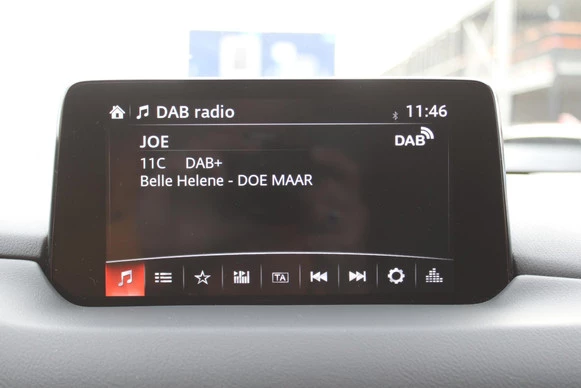 DAB radio 11:46
JOE DAB
11C DAB+
Belle Helene - DOE MAAR
TA